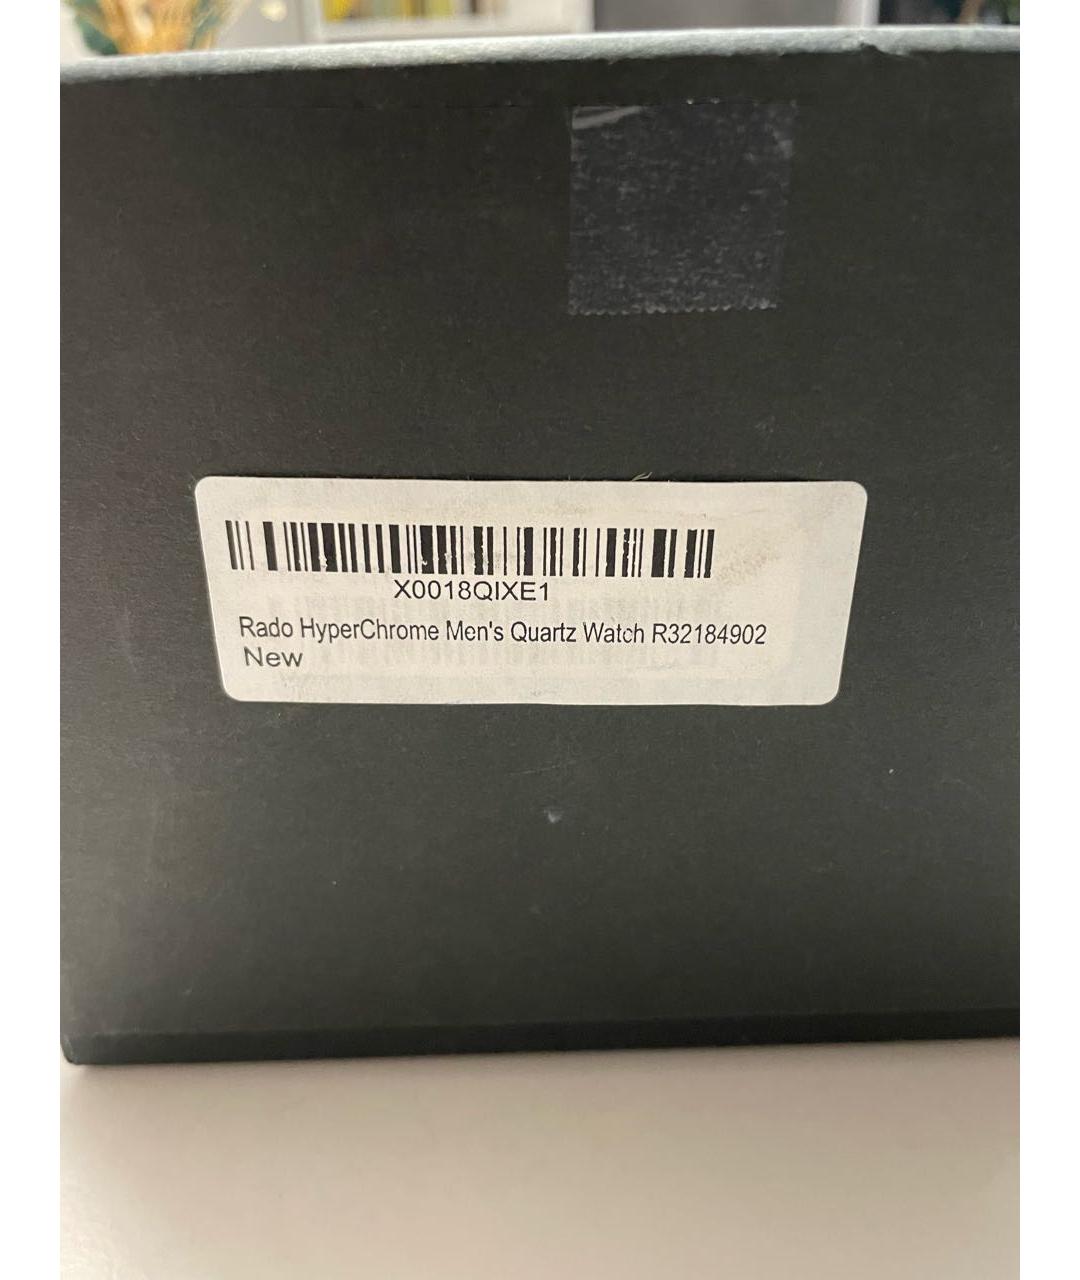 X0018QIXE1
Rado HyperChrome Men's Quartz Watch R32184902
New